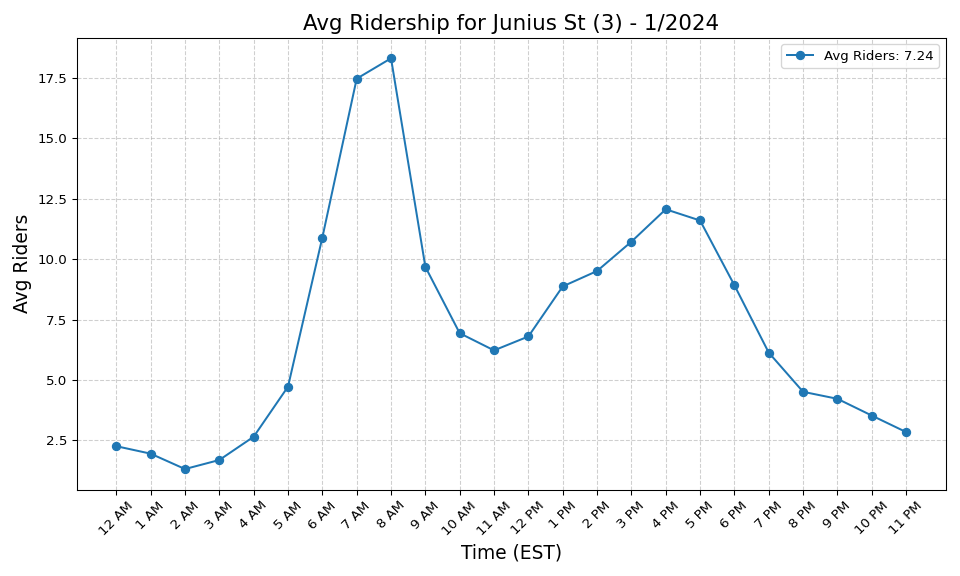 Avg Ridership for Junius St (3) - 1/2024
Avg Riders: 7.24
Avg Riders
17.5
15.0
12.5
10.0
7.5
5.0
2.5
12 AM
1 AM
2 AM
3 AM
4 AM
5 AM
6 AM
7 AM
8 AM
9 AM
10 AM
11 AM
12 PM
1 PM
2 PM
3 PM
4 PM
5 PM
6 PM
7 PM
8 PM
9 PM
10 PM
11 PM
Time (EST)